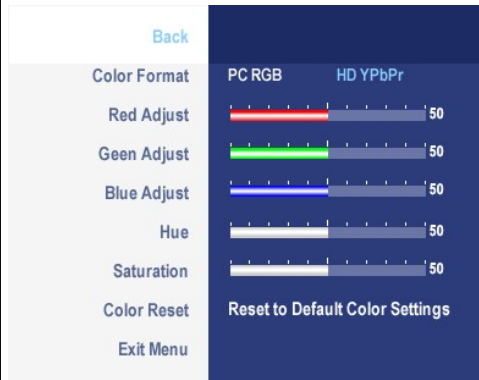 Back
Color Format PC RGB HD YPbPr
Red Adjust 50
Geen Adjust 50
Blue Adjust 50
Hue 50
Saturation 50
Color Reset Reset to Default Color Settings
Exit Menu